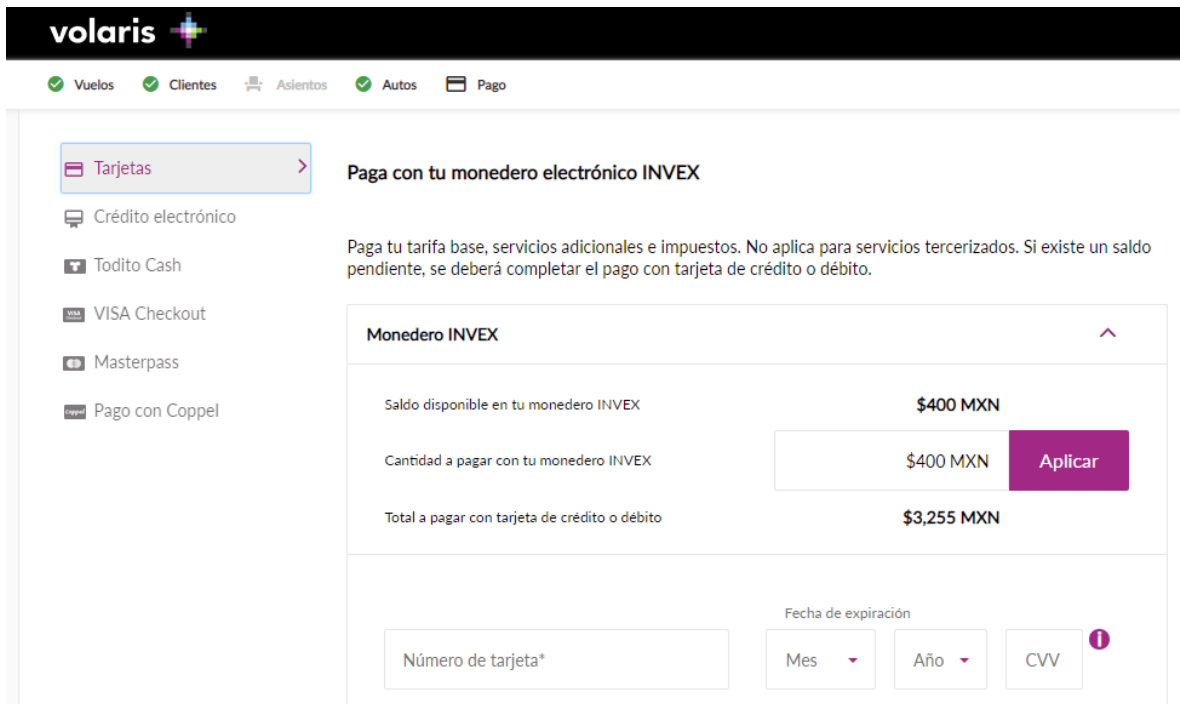 volaris
Vuelos Clientes Asientos Autos Pago
Tarjetas
Crédito electrónico
Todito Cash
VISA Checkout
Masterpass
Pago con Coppel
Paga con tu monedero electrónico INVEX
Paga tu tarifa base, servicios adicionales e impuestos. No aplica para servicios tercerizados. Si existe un saldo
pendiente, se deberá completar el pago con tarjeta de crédito o débito.
Monedero INVEX
Saldo disponible en tu monedero INVEX $400 MXN
Cantidad a pagar con tu monedero INVEX $400 MXN Aplicar
Total a pagar con tarjeta de crédito o débito $3,255 MXN
Fecha de expiración
Número de tarjeta* Mes Año CVV